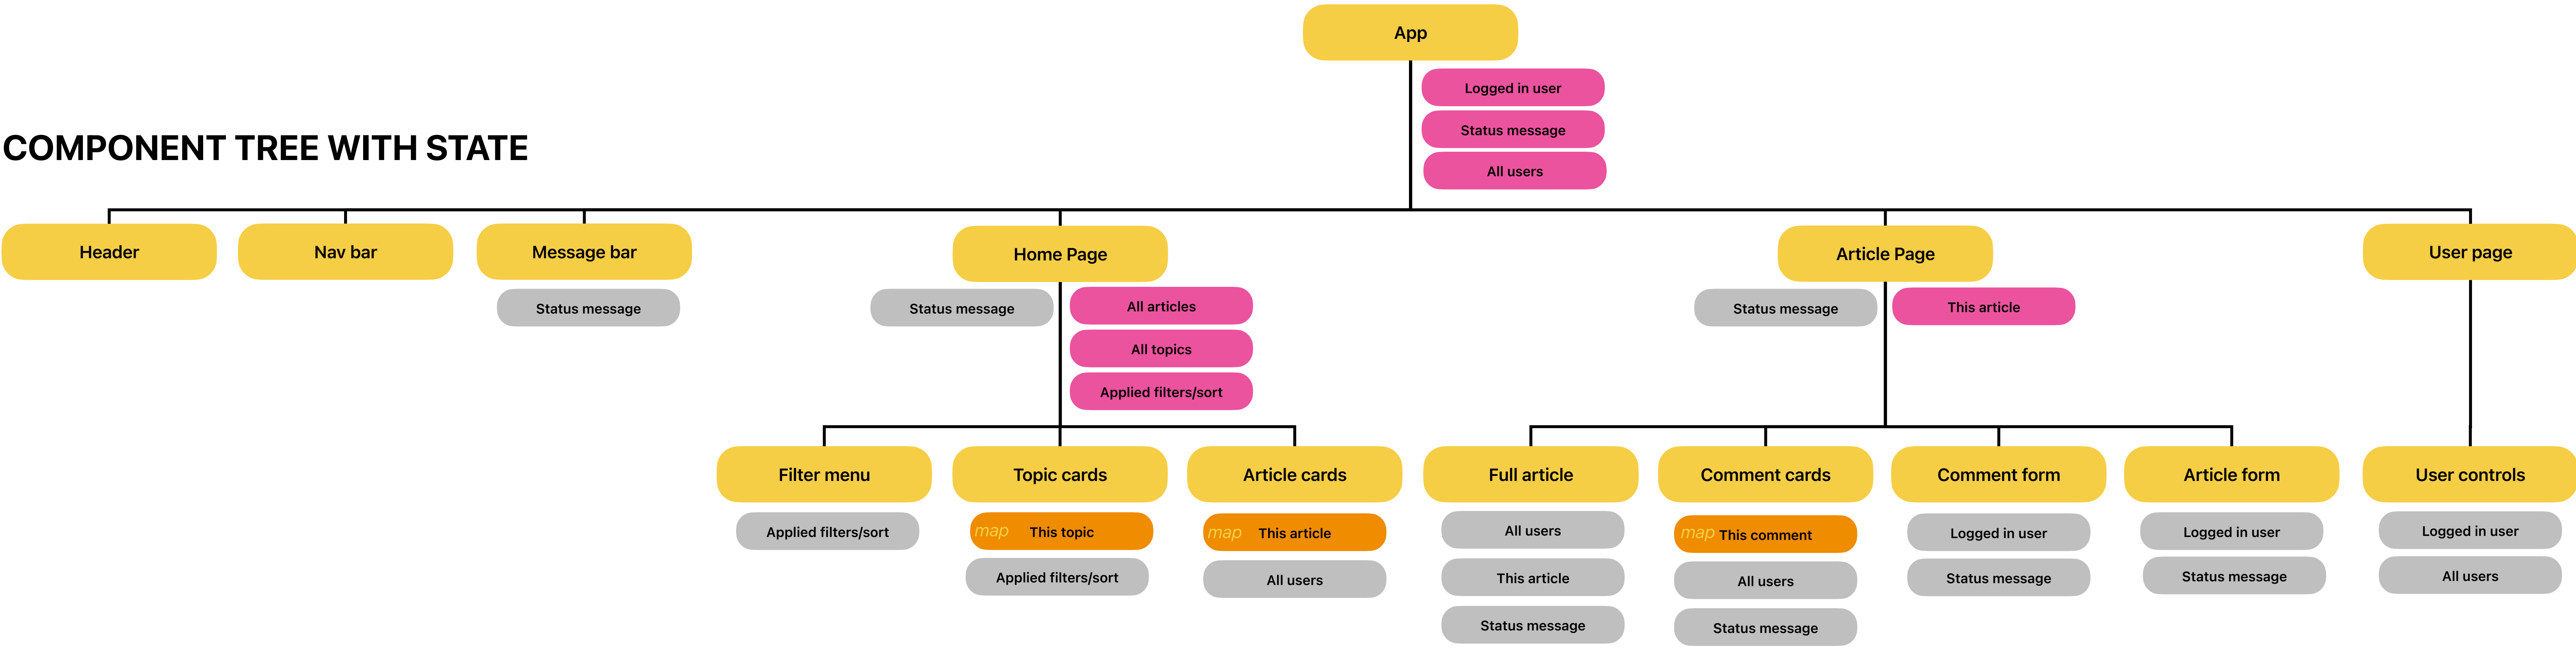 App
Logged in user
Status message
All users
COMPONENT TREE WITH STATE
Header
Nav bar
Message bar
Status message
Home Page
Status message
All articles
All topics
Applied filters/sort
Article Page
Status message
This article
User page
Filter menu
Applied filters/sort
Topic cards
map This topic
Applied filters/sort
Article cards
map This article
All users
Full article
All users
This article
Status message
Comment cards
map This comment
All users
Status message
Comment form
Logged in user
Status message
Article form
Logged in user
Status message
User controls
Logged in user
All users